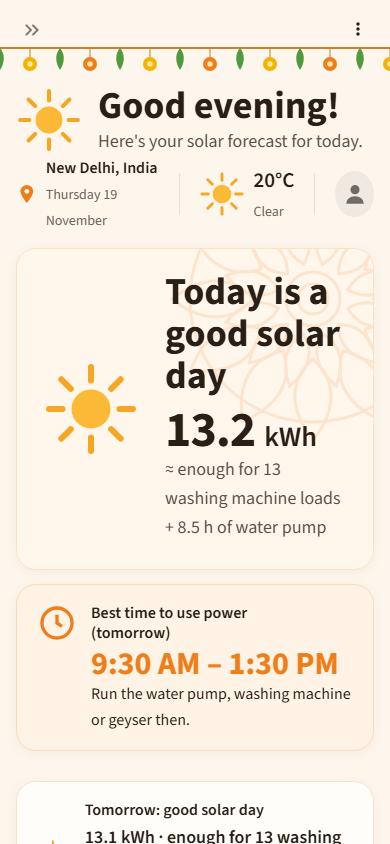 Good evening!
Here's your solar forecast for today.
New Delhi, India
Thursday 19
November
20°C
Clear
Today is a
good solar
day
13.2 kWh
≈ enough for 13
washing machine loads
+ 8.5 h of water pump
Best time to use power
(tomorrow)
9:30 AM – 1:30 PM
Run the water pump, washing machine
or geyser then.
Tomorrow: good solar day
13.1 kWh · enough for 13 washing